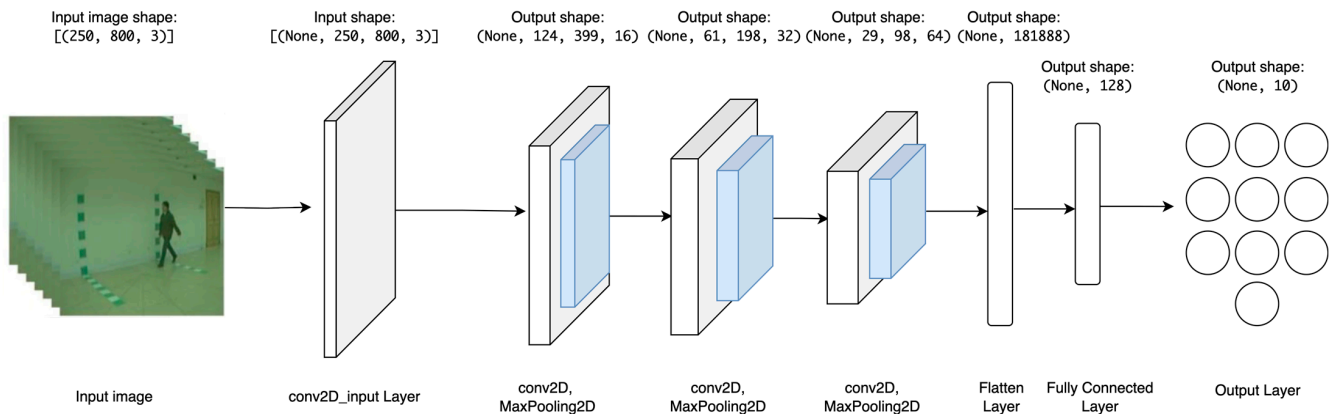 Input image shape:
[(250, 800, 3)]
Input shape:
[(None, 250, 800, 3)]
Output shape:
(None, 124, 399, 16)
Output shape:
(None, 61, 198, 32)
Output shape:
(None, 29, 98, 64)
Output shape:
(None, 181888)
Output shape:
(None, 128)
Output shape:
(None, 10)
Input image
conv2D_input Layer
conv2D,
MaxPooling2D
conv2D,
MaxPooling2D
conv2D,
MaxPooling2D
Flatten
Layer
Fully Connected
Layer
Output Layer